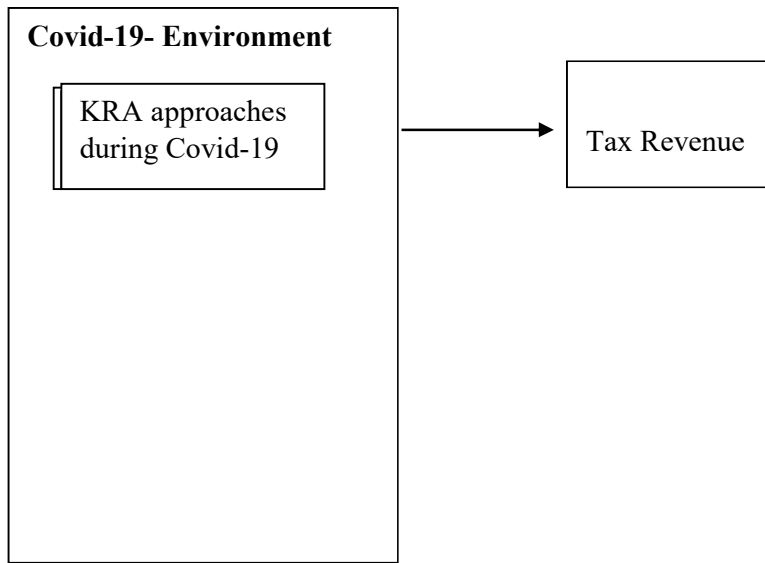 Covid-19- Environment
KRA approaches
during Covid-19
Tax Revenue